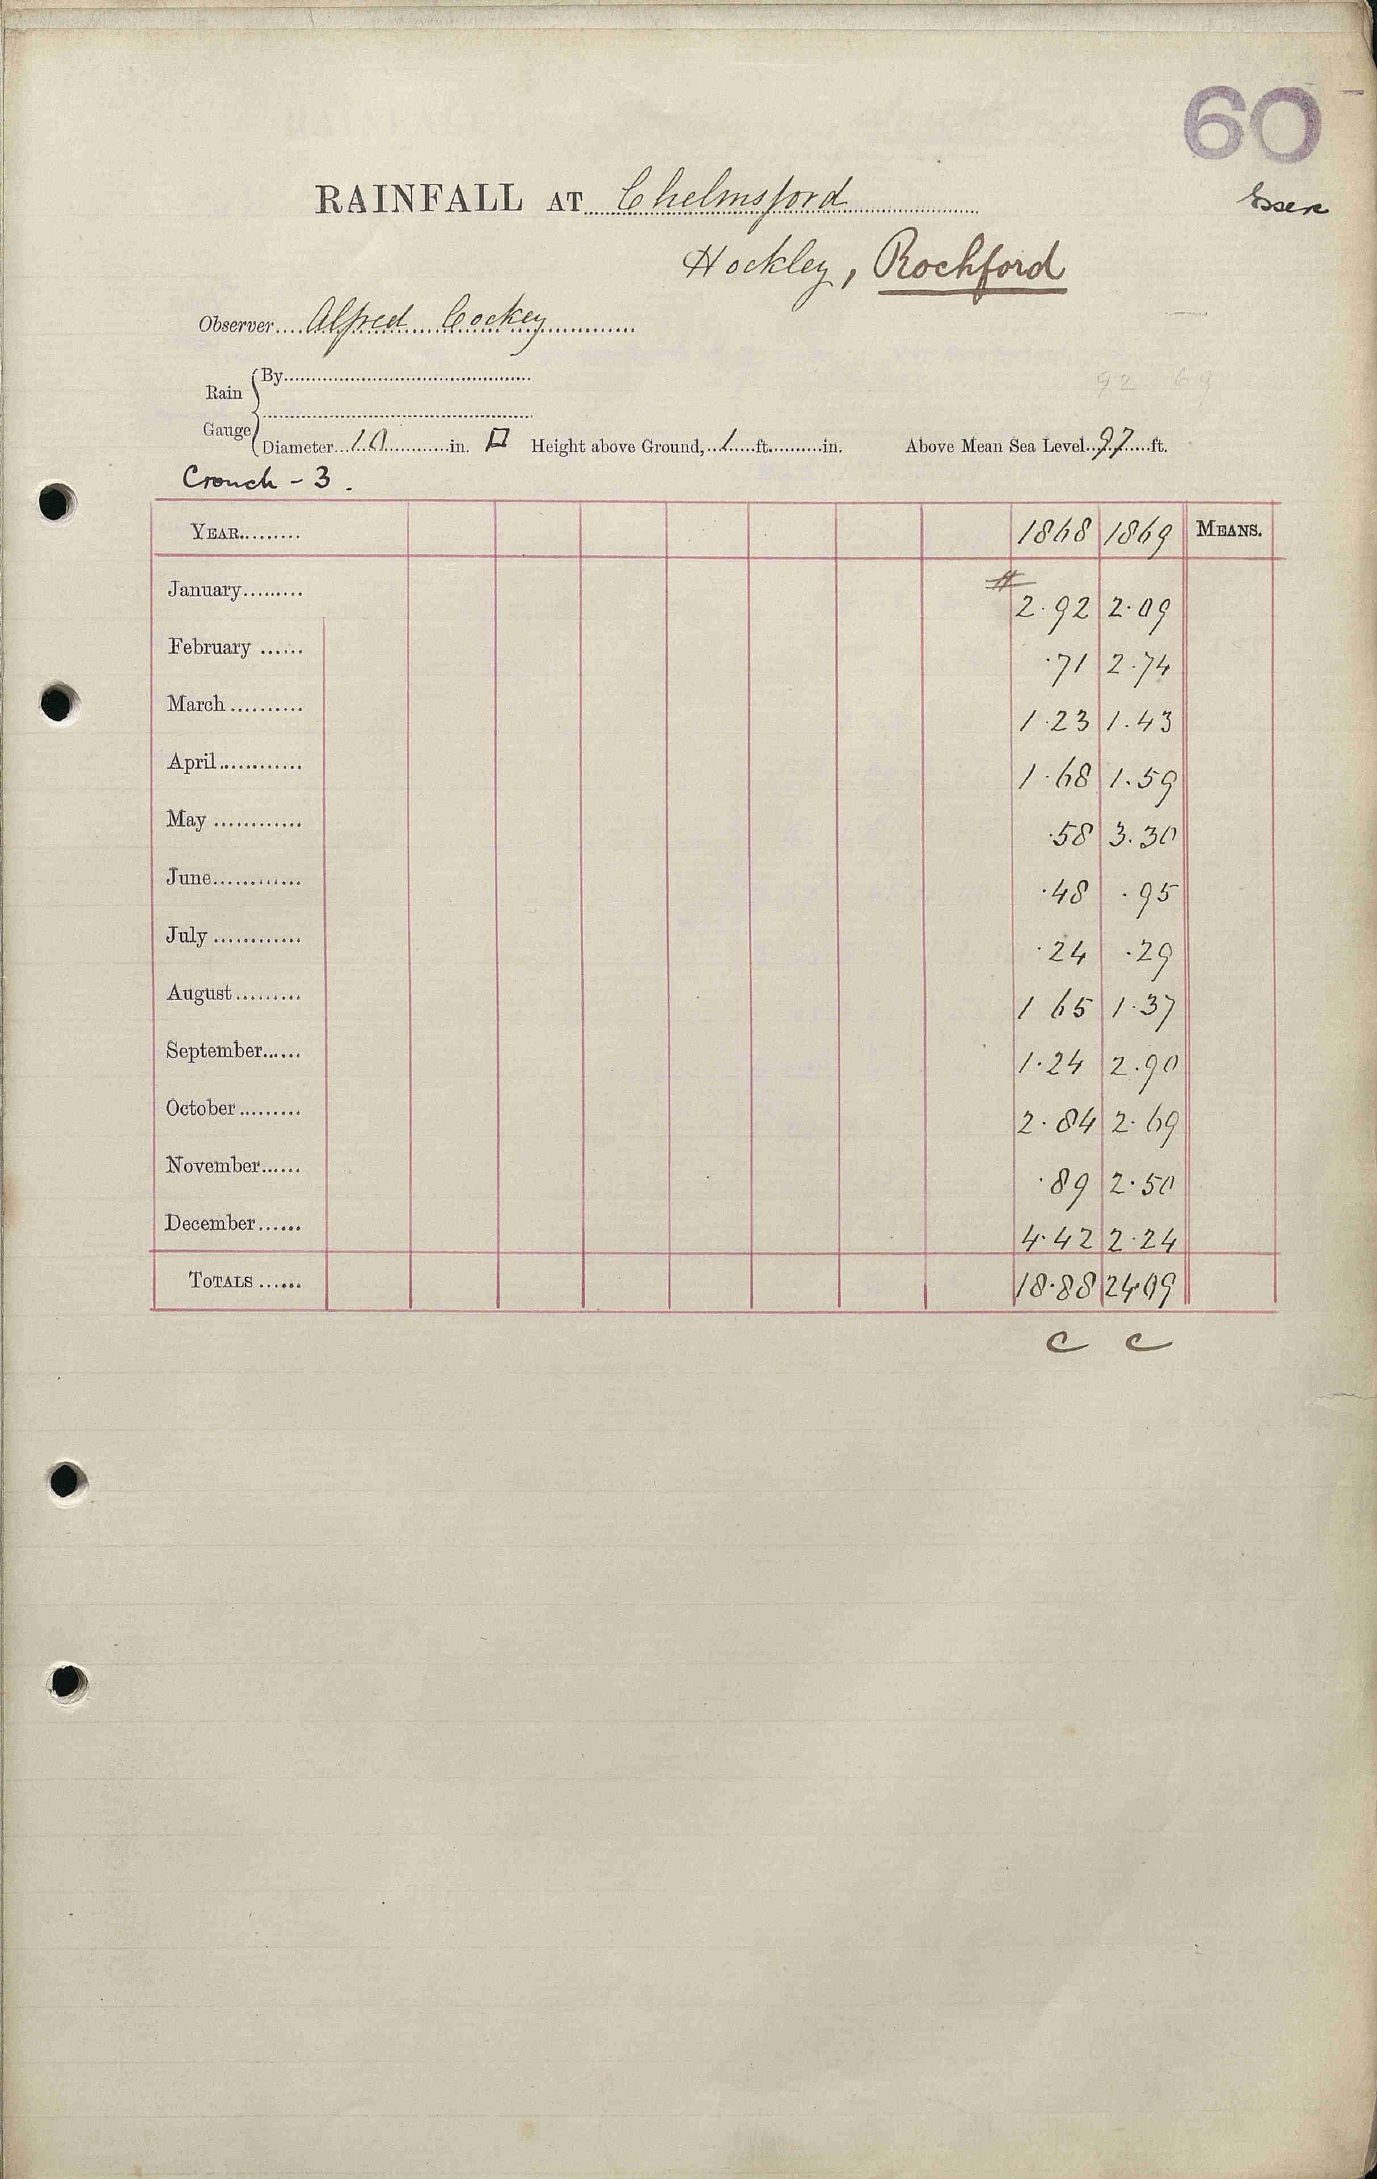 60
RAINFALL AT Chelmsford
Essex
Hockley, Rochford
Observer Alfred Cockey
92 69
Rain Gauge By
Diameter 10 in. Height above Ground, 1 ft. in. Above Mean Sea Level 97 ft.
Crouch - 3.
YEAR 1868 1869 MEANS.
January # 2.92 2.09
February .71 2.74
March 1.23 1.43
April 1.68 1.59
May .58 3.30
June .48 .95
July .24 .29
August 1 65 1.37
September 1.24 2.90
October 2.84 2.69
November .89 2.50
December 4.42 2.24
TOTALS 18.88 24.09
C C